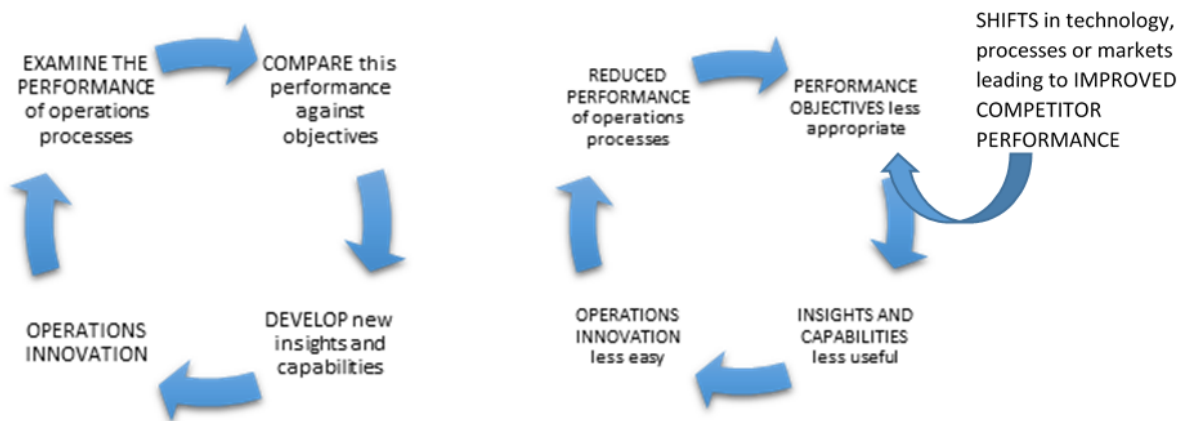 EXAMINE THE
PERFORMANCE
of operations
processes
COMPARE this
performance
against
objectives
DEVELOP new
insights and
capabilities
OPERATIONS
INNOVATION
REDUCED
PERFORMANCE
of operations
processes
PERFORMANCE
OBJECTIVES less
appropriate
SHIFTS in technology,
processes or markets
leading to IMPROVED
COMPETITOR
PERFORMANCE
INSIGHTS AND
CAPABILITIES
less useful
OPERATIONS
INNOVATION
less easy